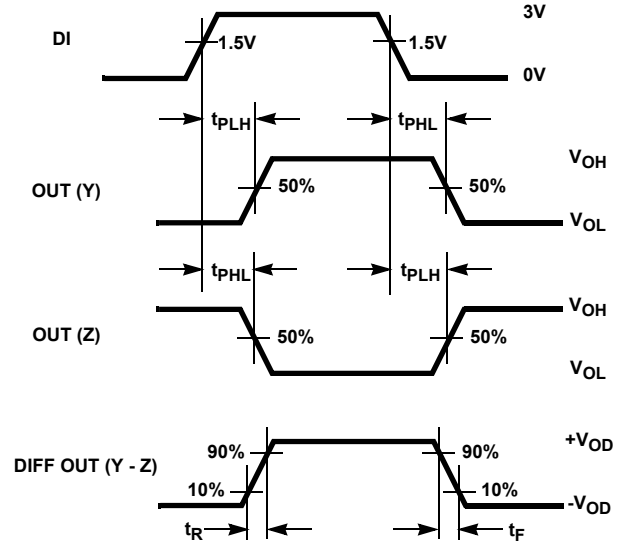 3V
DI
1.5V
1.5V
0V
tPLH
tPHL
VOH
OUT (Y)
50%
50%
VOL
tPHL
tPLH
VOH
OUT (Z)
50%
50%
VOL
+VOD
90%
90%
DIFF OUT (Y - Z)
10%
10%
-VOD
tR
tF